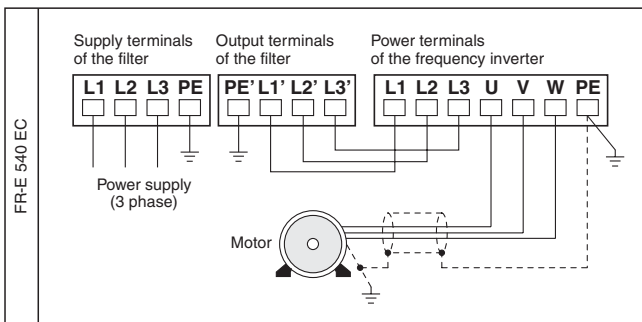 FR-E 540 EC
Supply terminals
of the filter
L1 L2 L3 PE
Output terminals
of the filter
PE’ L1’ L2’ L3’
Power terminals
of the frequency inverter
L1 L2 L3 U V W PE
Power supply
(3 phase)
Motor